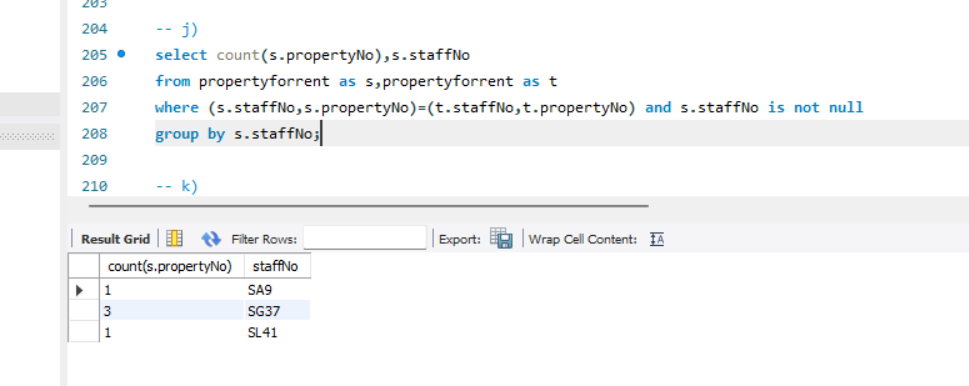 203
204 -- j)
205 select count(s.propertyNo),s.staffNo
206 from propertyforrent as s,propertyforrent as t
207 where (s.staffNo,s.propertyNo)=(t.staffNo,t.propertyNo) and s.staffNo is not null
208 group by s.staffNo;
209
210 -- k)
Result Grid Filter Rows: Export: Wrap Cell Content: IA
count(s.propertyNo) staffNo
1 SA9
3 SG37
1 SL41